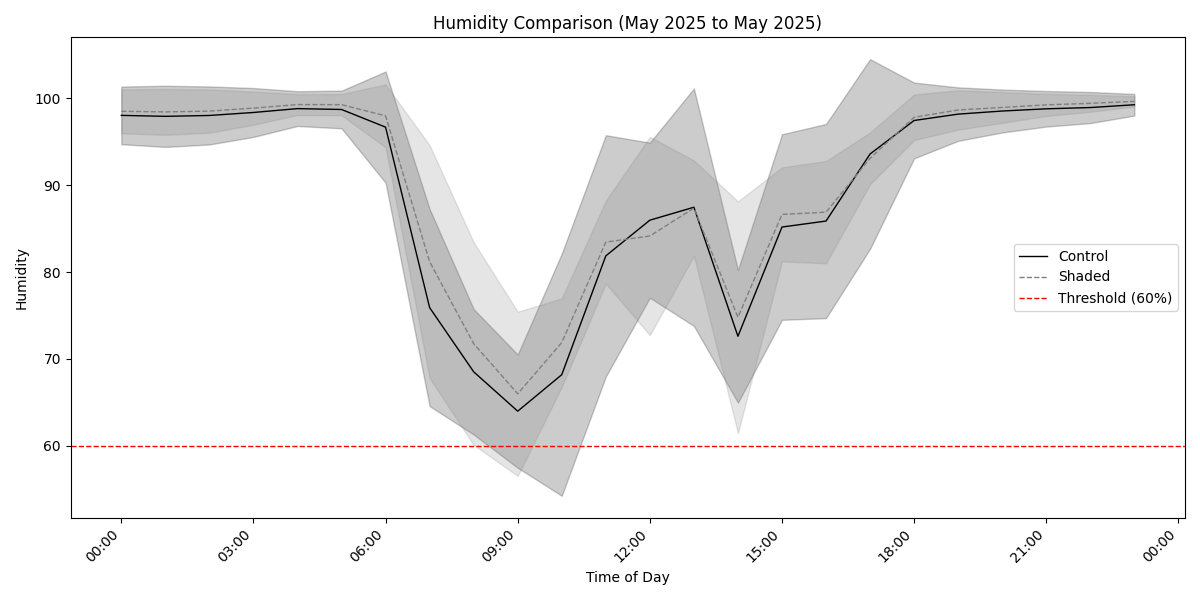 Humidity Comparison (May 2025 to May 2025)
Humidity
100
90
80
70
60
Control
Shaded
Threshold (60%)
00:00
03:00
06:00
09:00
12:00
15:00
18:00
21:00
00:00
Time of Day